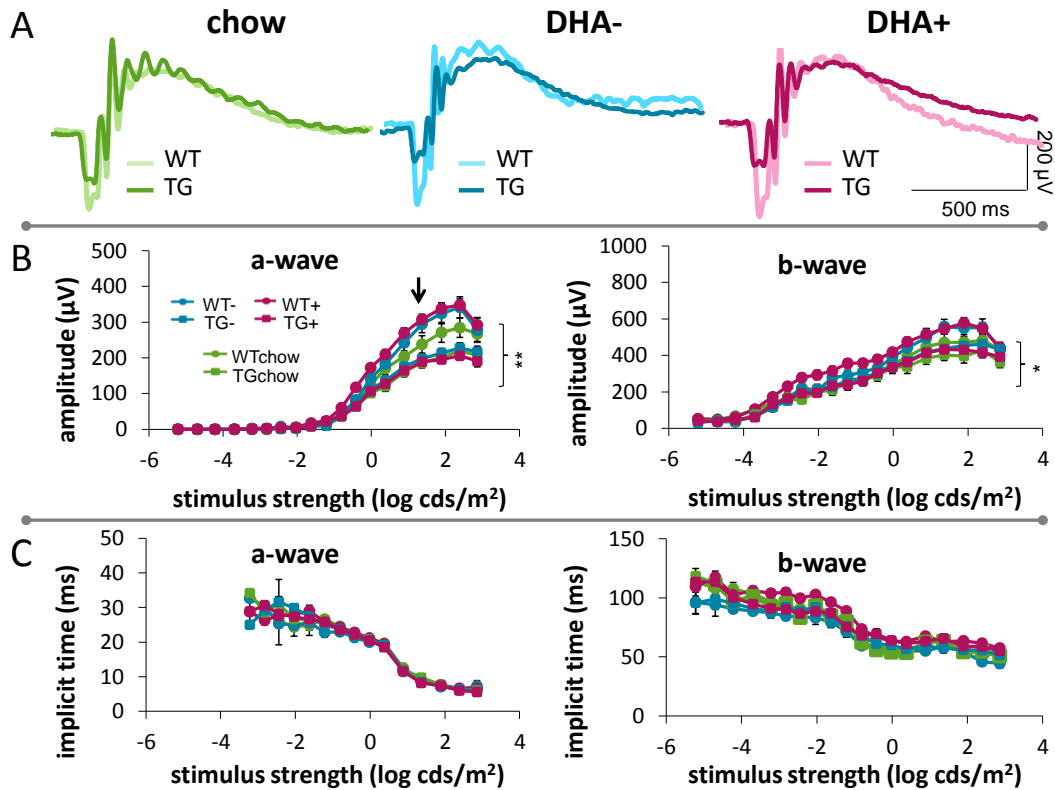 A
chow
DHA-
DHA+
WT
TG
WT
TG
WT
TG
200 µV
500 ms
B
a-wave
b-wave
amplitude (µV)
500
400
300
200
100
0
WT-
WT+
TG-
TG+
WTchow
TGchow
**
-6
-4
-2
0
2
4
stimulus strength (log cds/m²)
amplitude (µV)
1000
800
600
400
200
0
*
-6
-4
-2
0
2
4
stimulus strength (log cds/m²)
C
a-wave
b-wave
implicit time (ms)
50
40
30
20
10
0
-6
-4
-2
0
2
4
stimulus strength (log cds/m²)
implicit time (ms)
150
100
50
0
-6
-4
-2
0
2
4
stimulus strength (log cds/m²)